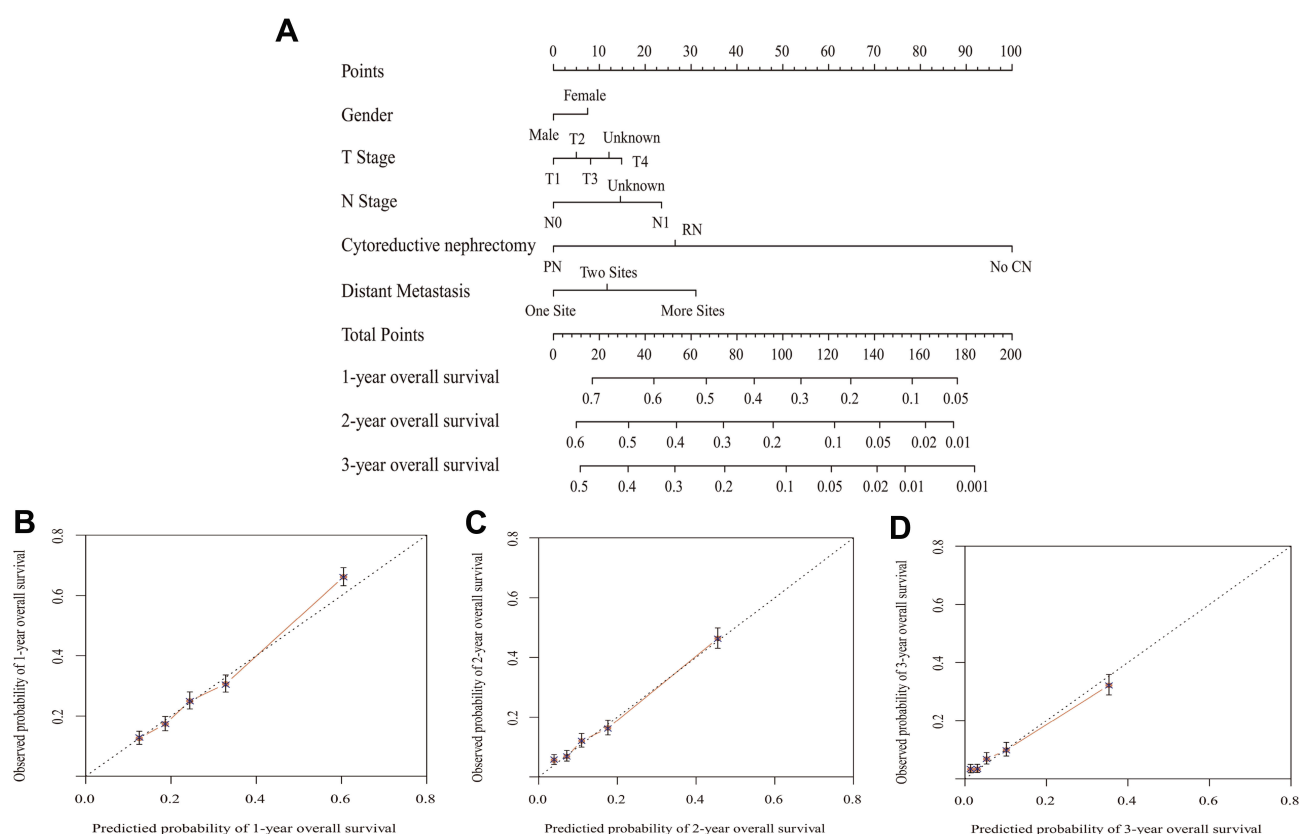 A
0 10 20 30 40 50 60 70 80 90 100
Points
Female
Gender
Male T2 Unknown
T Stage T4
T1 T3 Unknown
N Stage
N0 N1 RN
Cytoreductive nephrectomy
PN Two Sites No CN
Distant Metastasis
One Site More Sites
Total Points
0 20 40 60 80 100 120 140 160 180 200
1-year overall survival
0.7 0.6 0.5 0.4 0.3 0.2 0.1 0.05
2-year overall survival
0.6 0.5 0.4 0.3 0.2 0.1 0.05 0.02 0.01
3-year overall survival
0.5 0.4 0.3 0.2 0.1 0.05 0.02 0.01 0.001
B
Observed probability of 1-year overall survival
0.8
0.6
0.4
0.2
0.0 0.2 0.4 0.6 0.8
Predictied probability of 1-year overall survival
C
Observed probability of 2-year overall survival
0.8
0.6
0.4
0.2
0.0 0.2 0.4 0.6 0.8
Predictied probability of 2-year overall survival
D
Observed probability of 3-year overall survival
0.8
0.6
0.4
0.2
0.0 0.2 0.4 0.6 0.8
Predictied probability of 3-year overall survival